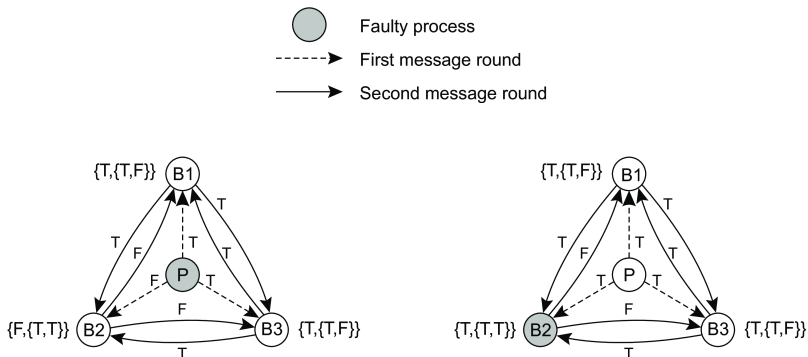 Faulty process
First message round
Second message round
{T,{T,F}} B1
T F T T T
F P T
{F,{T,T}} B2 F B3 {T,{T,F}}
T
{T,{T,F}} B1
T F T T T
T P T
{T,{T,T}} B2 F B3 {T,{T,F}}
T